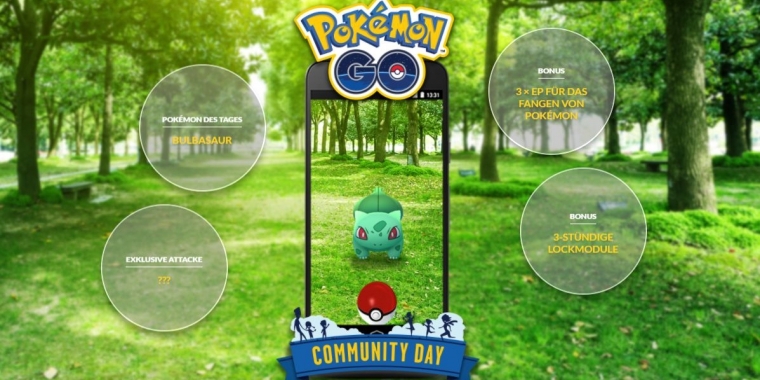 POKÉMON
GO
13:31
POKÉMON DES TAGES
BULBASAUR
EXKLUSIVE ATTACKE
???
BONUS
3 × EP FÜR DAS
FANGEN VON
POKÉMON
BONUS
3-STÜNDIGE
LOCKMODULE
COMMUNITY DAY